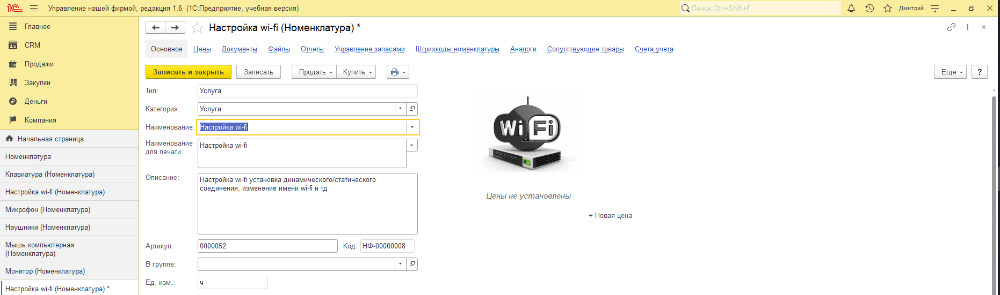 1С Управление нашей фирмой, редакция 1.6 (1С:Предприятие, учебная версия) Поиск Ctrl+Shift+F Дмитрий
Главное
CRM
Продажи
Закупки
Деньги
Компания
Начальная страница
Номенклатура
Клавиатура (Номенклатура)
Настройка wi-fi (Номенклатура)
Микрофон (Номенклатура)
Наушники (Номенклатура)
Мышь компьютерная
(Номенклатура)
Монитор (Номенклатура)
Настройка wi-fi (Номенклатура) *
Настройка wi-fi (Номенклатура) *
Основное Цены Документы Файлы Отчеты Управление запасами Штрихкоды номенклатуры Аналоги Сопутствующие товары Счета учета
Записать и закрыть Записать Продать Купить Еще ?
Тип: Услуга
Категория: Услуги
Наименование: Настройка wi-fi
Наименование
для печати: Настройка wi-fi
Описание: Настройка wi-fi установка динамического/статического
соединения, изменение имени wi-fi и тд
Артикул: 0000052 Код: НФ-00000008
В группе:
Ед. изм.: ч
Wi Fi
Цены не установлены
+ Новая цена